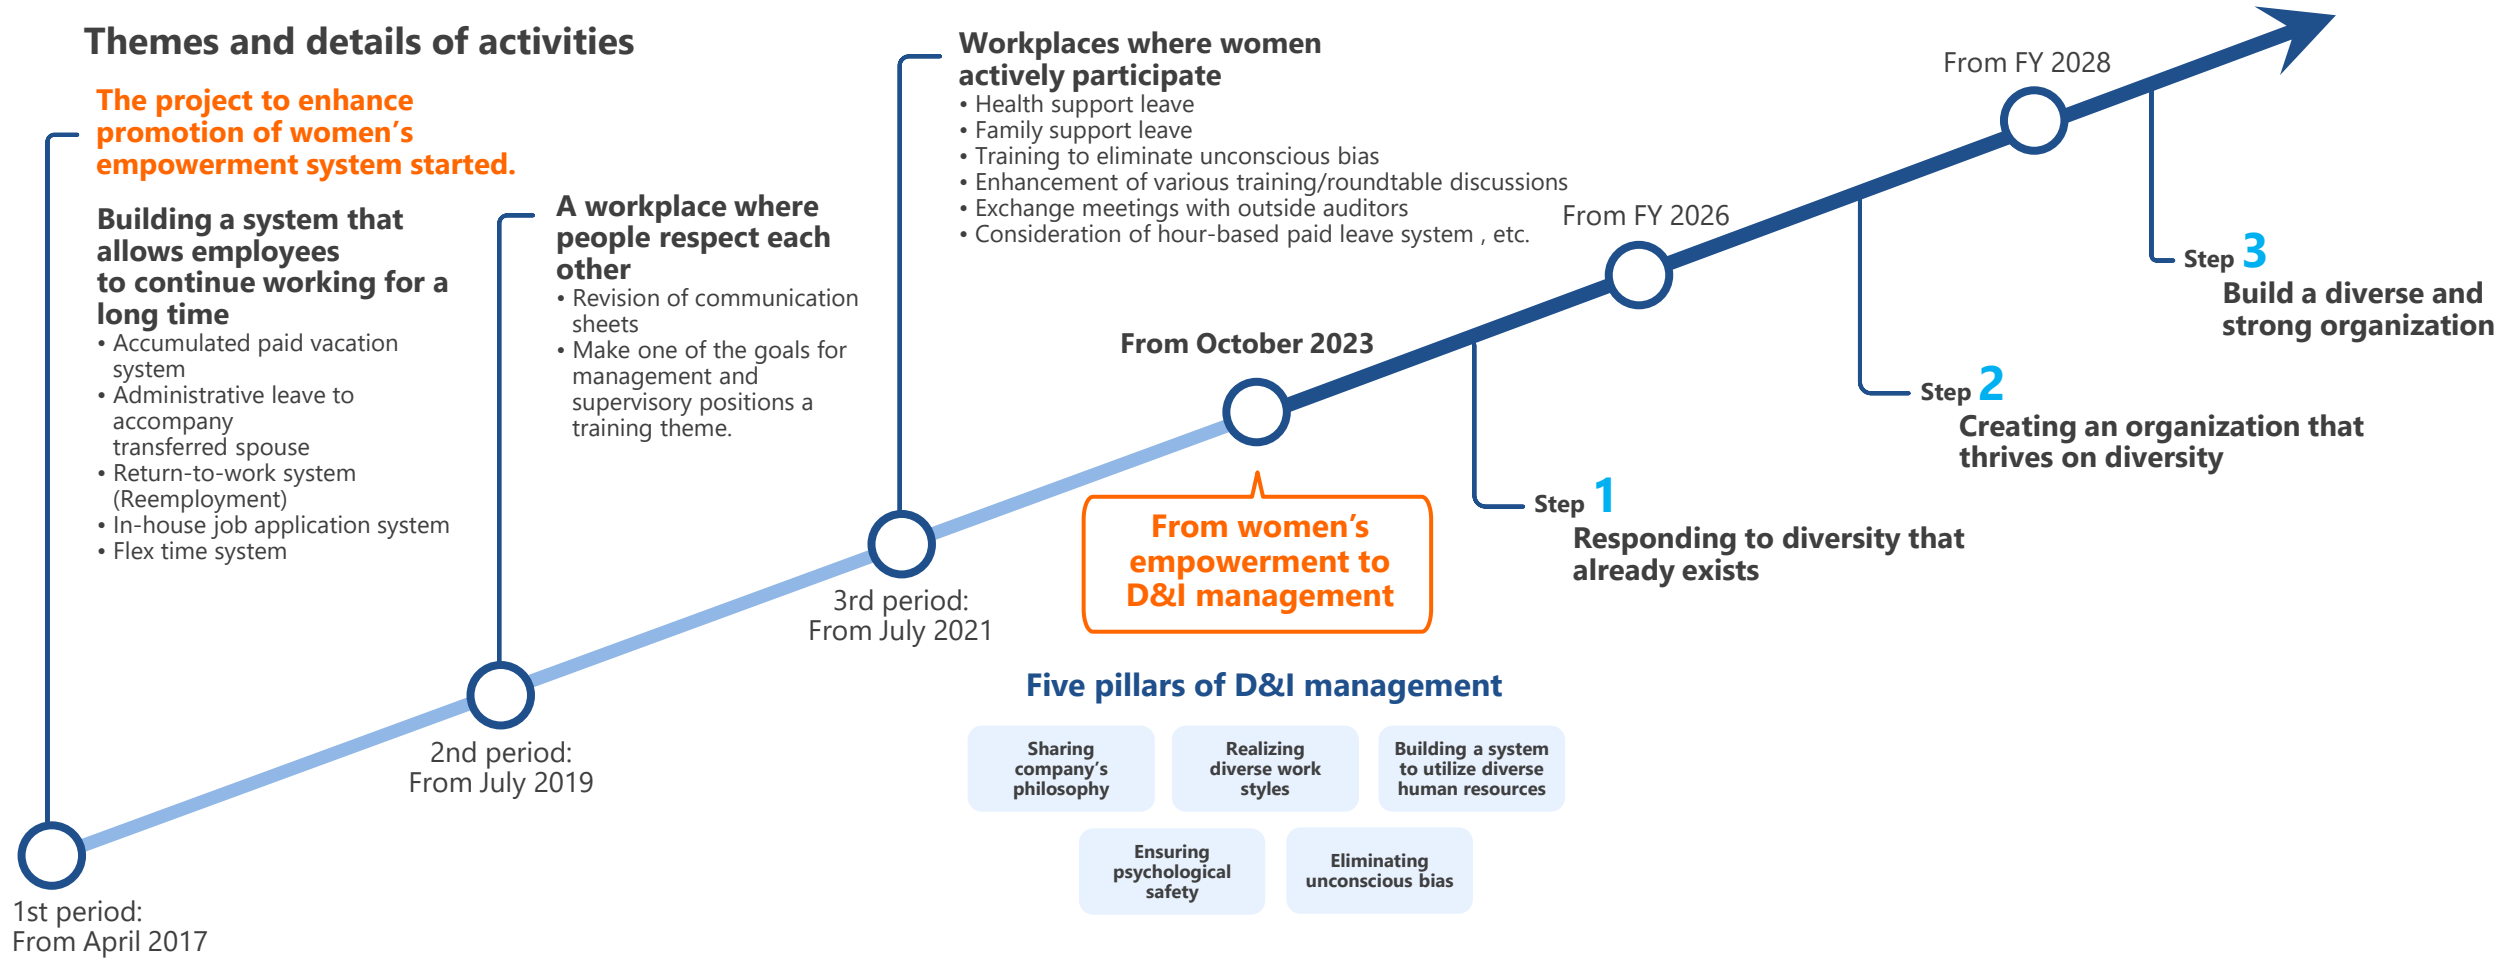 Themes and details of activities
The project to enhance
promotion of women’s
empowerment system started.
Building a system that
allows employees
to continue working for a
long time
• Accumulated paid vacation
system
• Administrative leave to
accompany
transferred spouse
• Return-to-work system
(Reemployment)
• In-house job application system
• Flex time system
1st period:
From April 2017
A workplace where
people respect each
other
• Revision of communication
sheets
• Make one of the goals for
management and
supervisory positions a
training theme.
2nd period:
From July 2019
Workplaces where women
actively participate
• Health support leave
• Family support leave
• Training to eliminate unconscious bias
• Enhancement of various training/roundtable discussions
• Exchange meetings with outside auditors
• Consideration of hour-based paid leave system , etc.
3rd period:
From July 2021
From October 2023
From women’s
empowerment to
D&I management
Five pillars of D&I management
Sharing
company’s
philosophy
Realizing
diverse work
styles
Building a system
to utilize diverse
human resources
Ensuring
psychological
safety
Eliminating
unconscious bias
Step 1
Responding to diversity that
already exists
From FY 2026
Step 2
Creating an organization that
thrives on diversity
From FY 2028
Step 3
Build a diverse and
strong organization